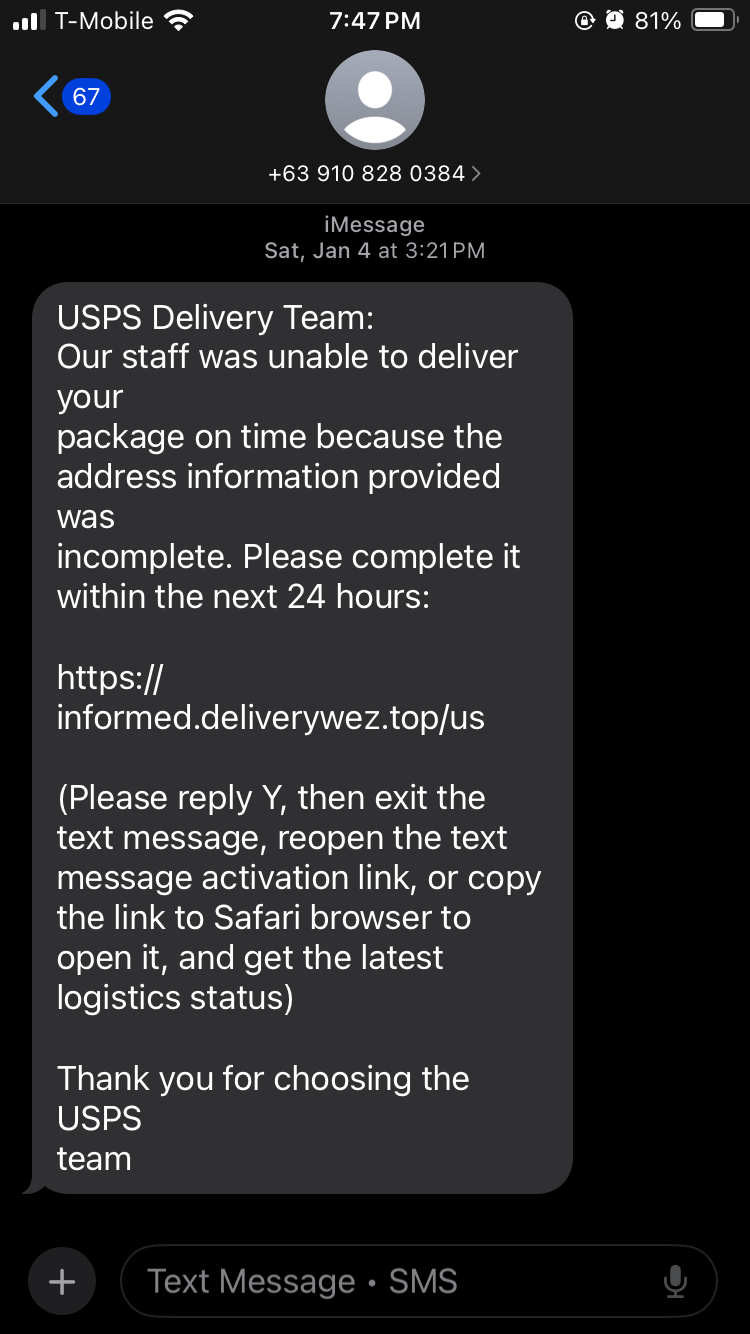 T-Mobile 7:47 PM 81%
67
+63 910 828 0384
iMessage
Sat, Jan 4 at 3:21 PM
USPS Delivery Team:
Our staff was unable to deliver
your
package on time because the
address information provided
was
incomplete. Please complete it
within the next 24 hours:
https://
informed.deliverywez.top/us
(Please reply Y, then exit the
text message, reopen the text
message activation link, or copy
the link to Safari browser to
open it, and get the latest
logistics status)
Thank you for choosing the
USPS
team
Text Message • SMS